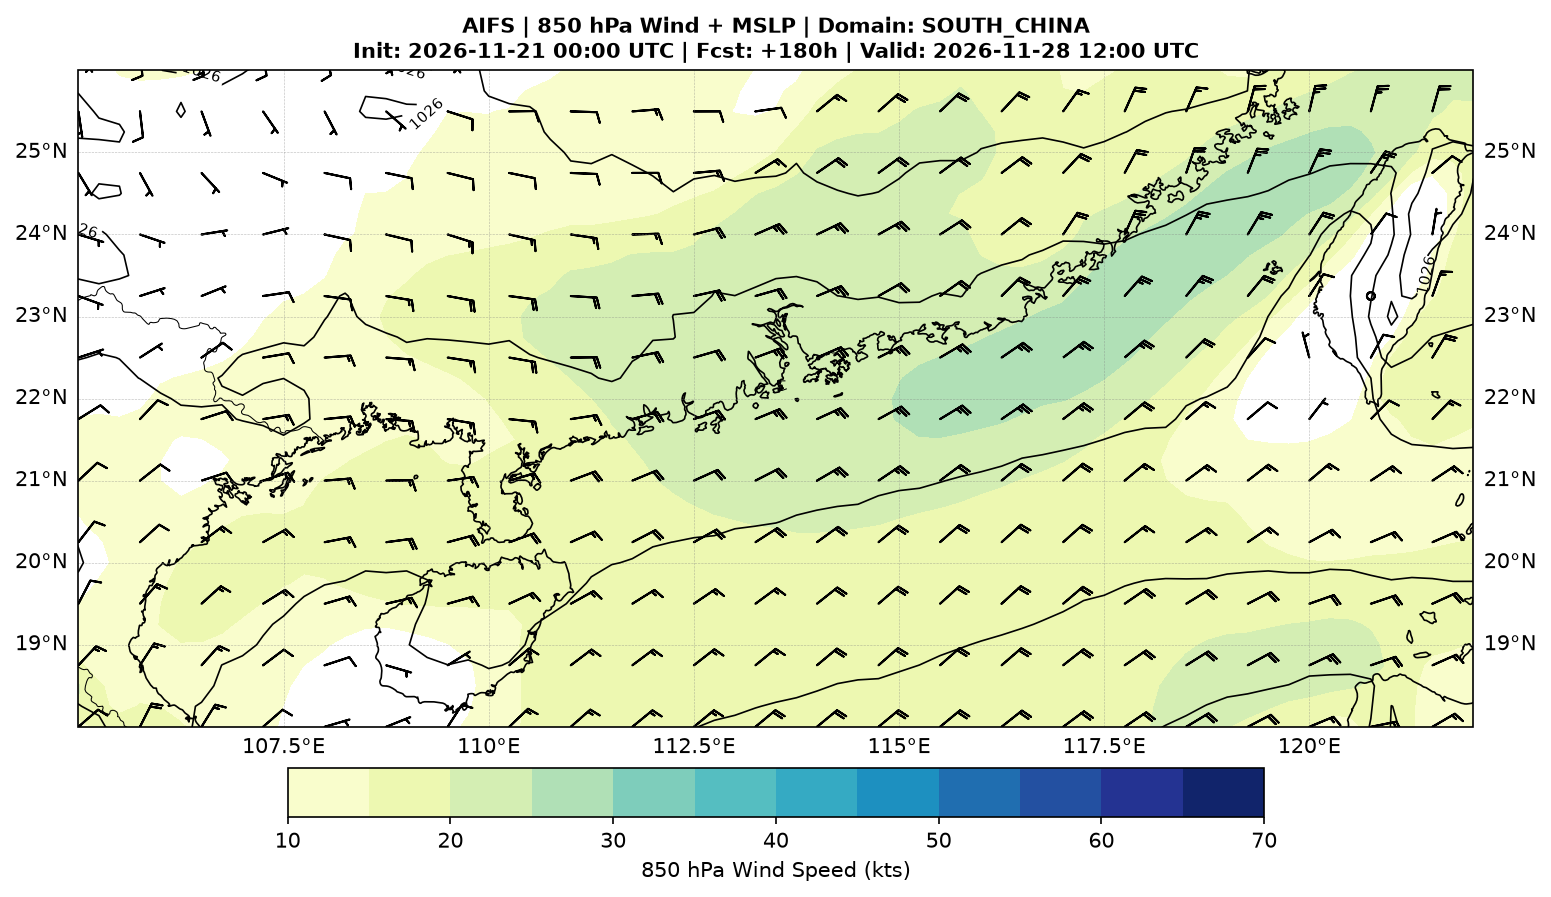 AIFS | 850 hPa Wind + MSLP | Domain: SOUTH_CHINA
Init: 2026-11-21 00:00 UTC | Fcst: +180h | Valid: 2026-11-28 12:00 UTC
1026
26
1026
25°N
24°N
23°N
22°N
21°N
20°N
19°N
25°N
24°N
23°N
22°N
21°N
20°N
19°N
107.5°E 110°E 112.5°E 115°E 117.5°E 120°E
10 20 30 40 50 60 70
850 hPa Wind Speed (kts)